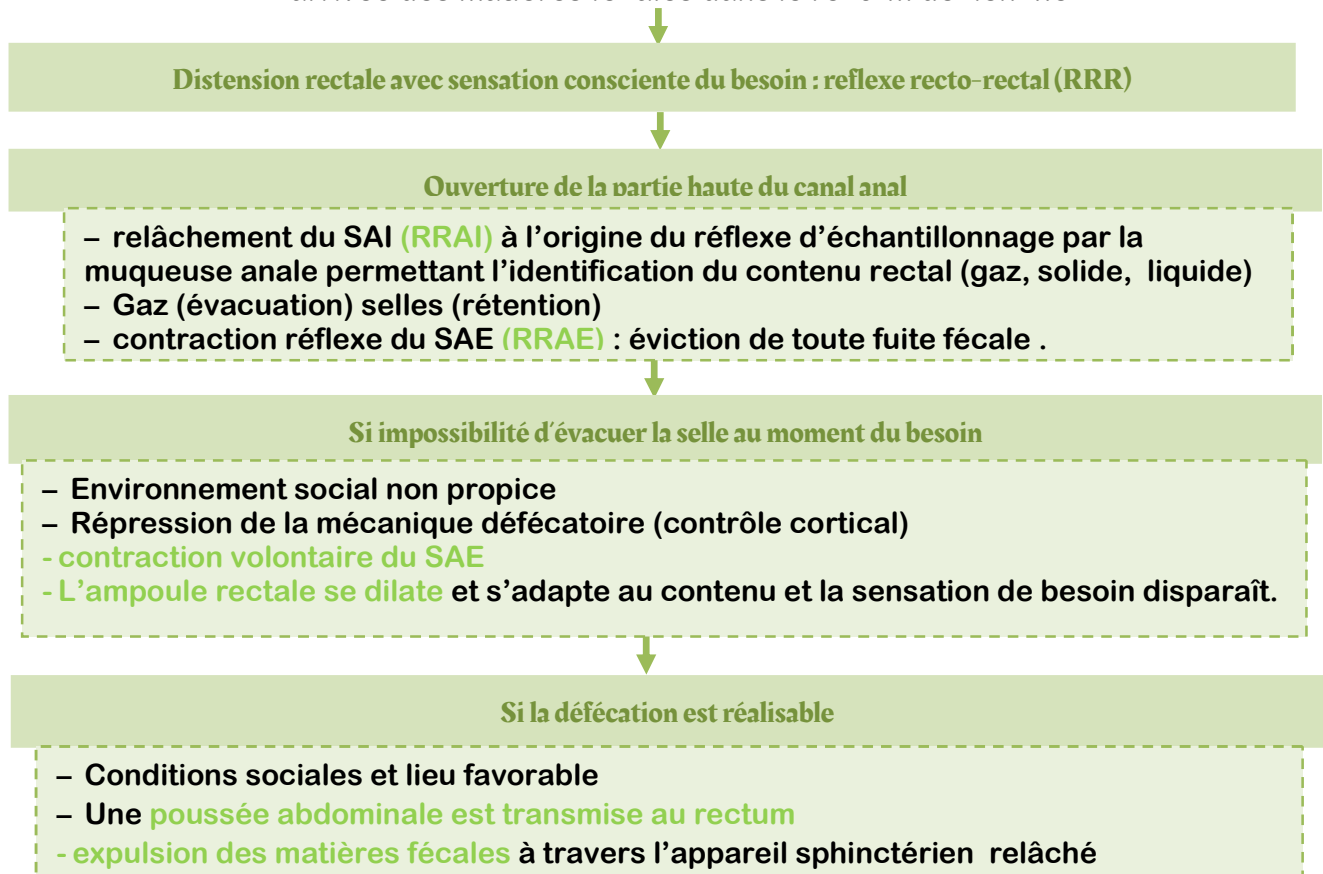 Distension rectale avec sensation consciente du besoin : reflexe recto-rectal (RRR)
Ouverture de la partie haute du canal anal
– relâchement du SAI (RRAI) à l'origine du réflexe d'échantillonnage par la
muqueuse anale permettant l'identification du contenu rectal (gaz, solide, liquide)
– Gaz (évacuation) selles (rétention)
– contraction réflexe du SAE (RRAE) : éviction de toute fuite fécale .
Si impossibilité d'évacuer la selle au moment du besoin
– Environnement social non propice
– Répression de la mécanique défécatoire (contrôle cortical)
- contraction volontaire du SAE
- L'ampoule rectale se dilate et s'adapte au contenu et la sensation de besoin disparaît.
Si la défécation est réalisable
– Conditions sociales et lieu favorable
– Une poussée abdominale est transmise au rectum
- expulsion des matières fécales à travers l'appareil sphinctérien relâché